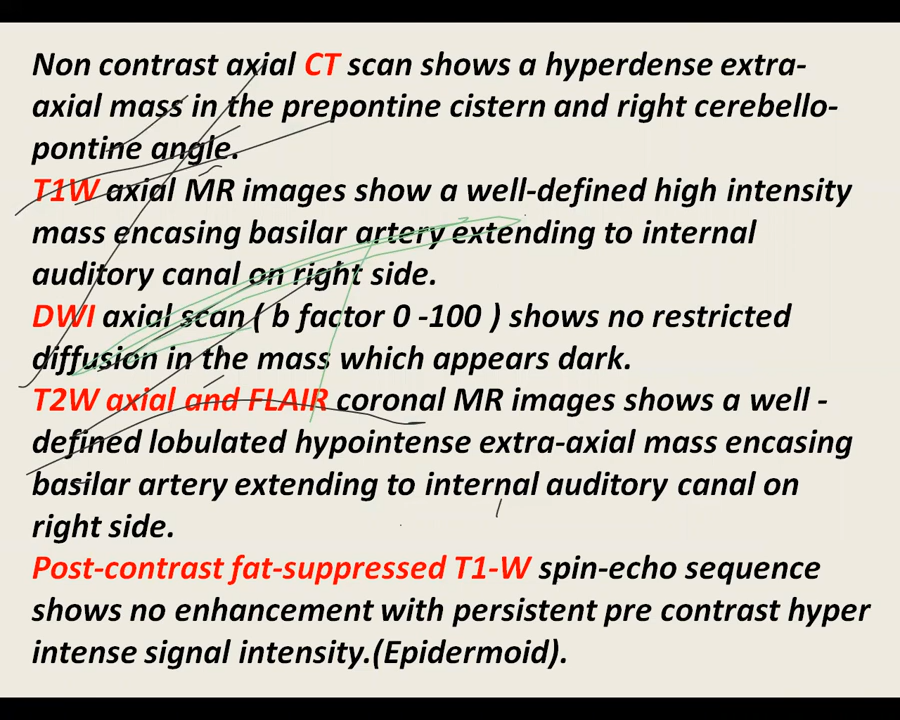 Non contrast axial CT scan shows a hyperdense extra-
axial mass in the prepontine cistern and right cerebello-
pontine angle.
T1W axial MR images show a well-defined high intensity
mass encasing basilar artery extending to internal
auditory canal on right side.
DWI axial scan ( b factor 0 -100 ) shows no restricted
diffusion in the mass which appears dark.
T2W axial and FLAIR coronal MR images shows a well -
defined lobulated hypointense extra-axial mass encasing
basilar artery extending to internal auditory canal on
right side.
Post-contrast fat-suppressed T1-W spin-echo sequence
shows no enhancement with persistent pre contrast hyper
intense signal intensity.(Epidermoid).